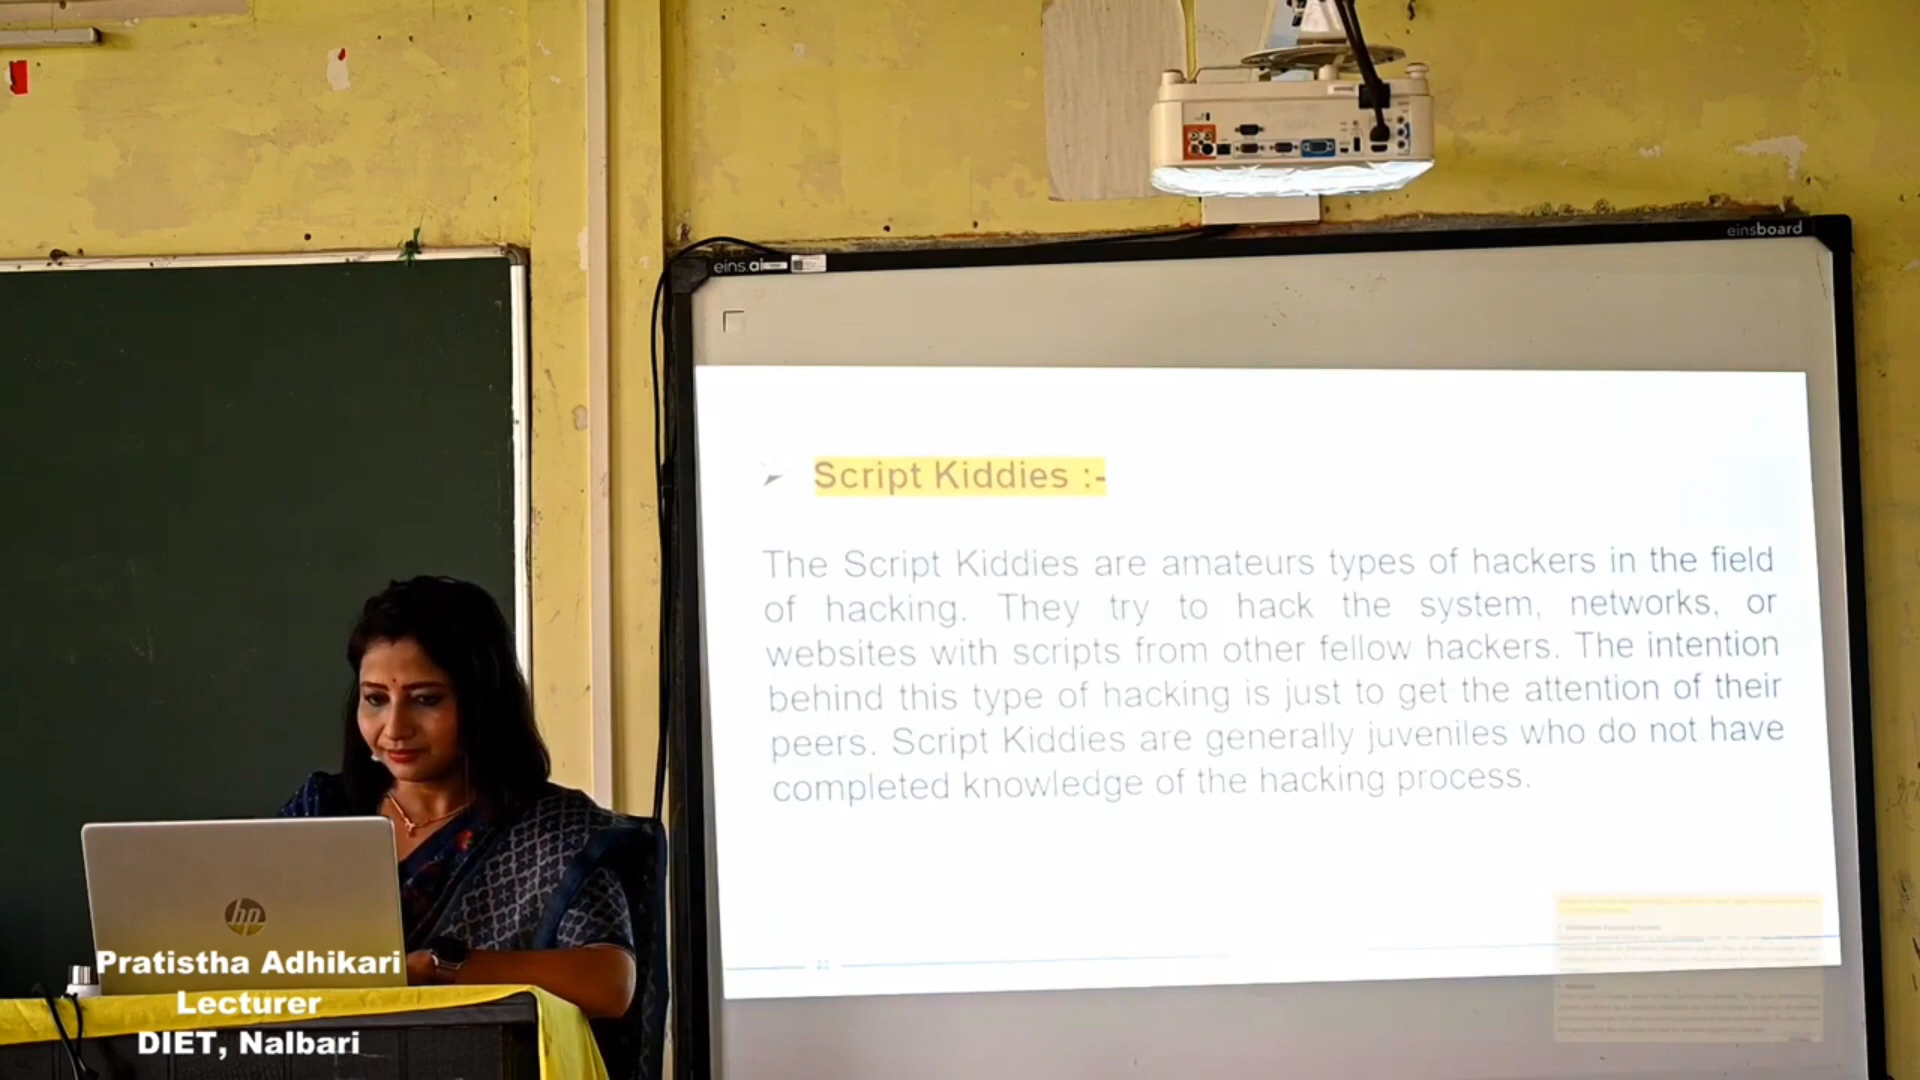 einsboard
eins.ai
Script Kiddies :-
The Script Kiddies are amateurs types of hackers in the field
of hacking. They try to hack the system, networks, or
websites with scripts from other fellow hackers. The intention
behind this type of hacking is just to get the attention of their
peers. Script Kiddies are generally juveniles who do not have
completed knowledge of the hacking process.
hp
Pratistha Adhikari
Lecturer
DIET, Nalbari